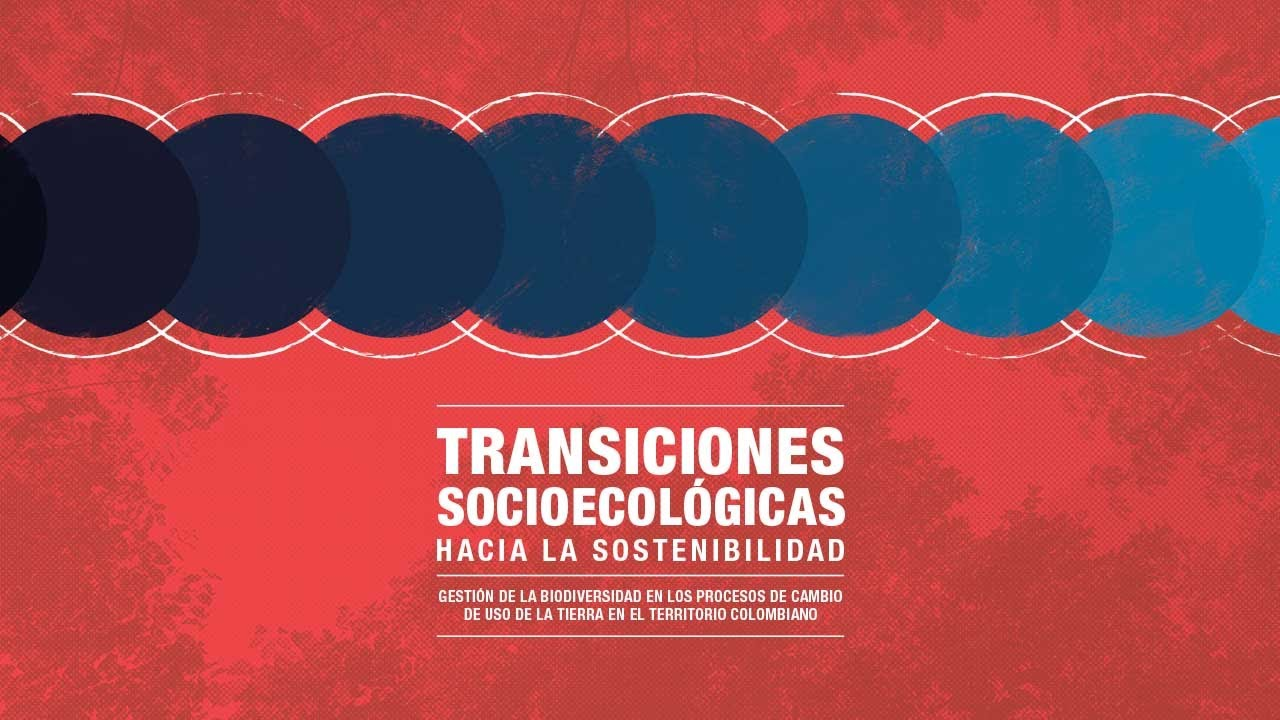 TRANSICIONES
SOCIOECOLÓGICAS
HACIA LA SOSTENIBILIDAD
GESTIÓN DE LA BIODIVERSIDAD EN LOS PROCESOS DE CAMBIO
DE USO DE LA TIERRA EN EL TERRITORIO COLOMBIANO